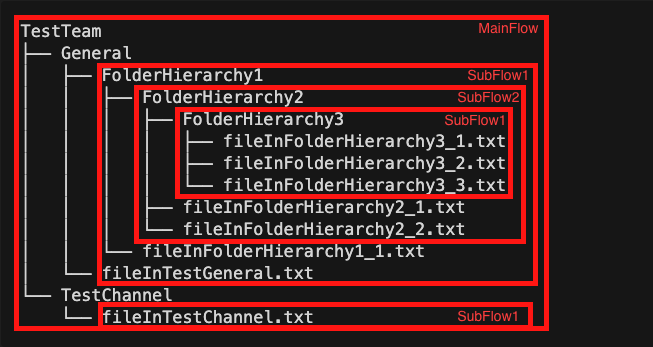 TestTeam MainFlow
├── General
│   ├── FolderHierarchy1 SubFlow1
│   │   ├── FolderHierarchy2 SubFlow2
│   │   │   ├── FolderHierarchy3 SubFlow1
│   │   │   │   ├── fileInFolderHierarchy3_1.txt
│   │   │   │   ├── fileInFolderHierarchy3_2.txt
│   │   │   │   └── fileInFolderHierarchy3_3.txt
│   │   │   ├── fileInFolderHierarchy2_1.txt
│   │   │   └── fileInFolderHierarchy2_2.txt
│   │   └── fileInFolderHierarchy1_1.txt
│   └── fileInTestGeneral.txt
└── TestChannel
    └── fileInTestChannel.txt SubFlow1